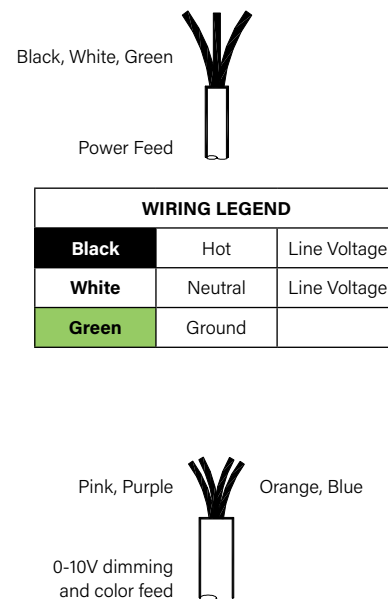 Black, White, Green
Power Feed
WIRING LEGEND
Black Hot Line Voltage
White Neutral Line Voltage
Green Ground
Pink, Purple Orange, Blue
0-10V dimming
and color feed